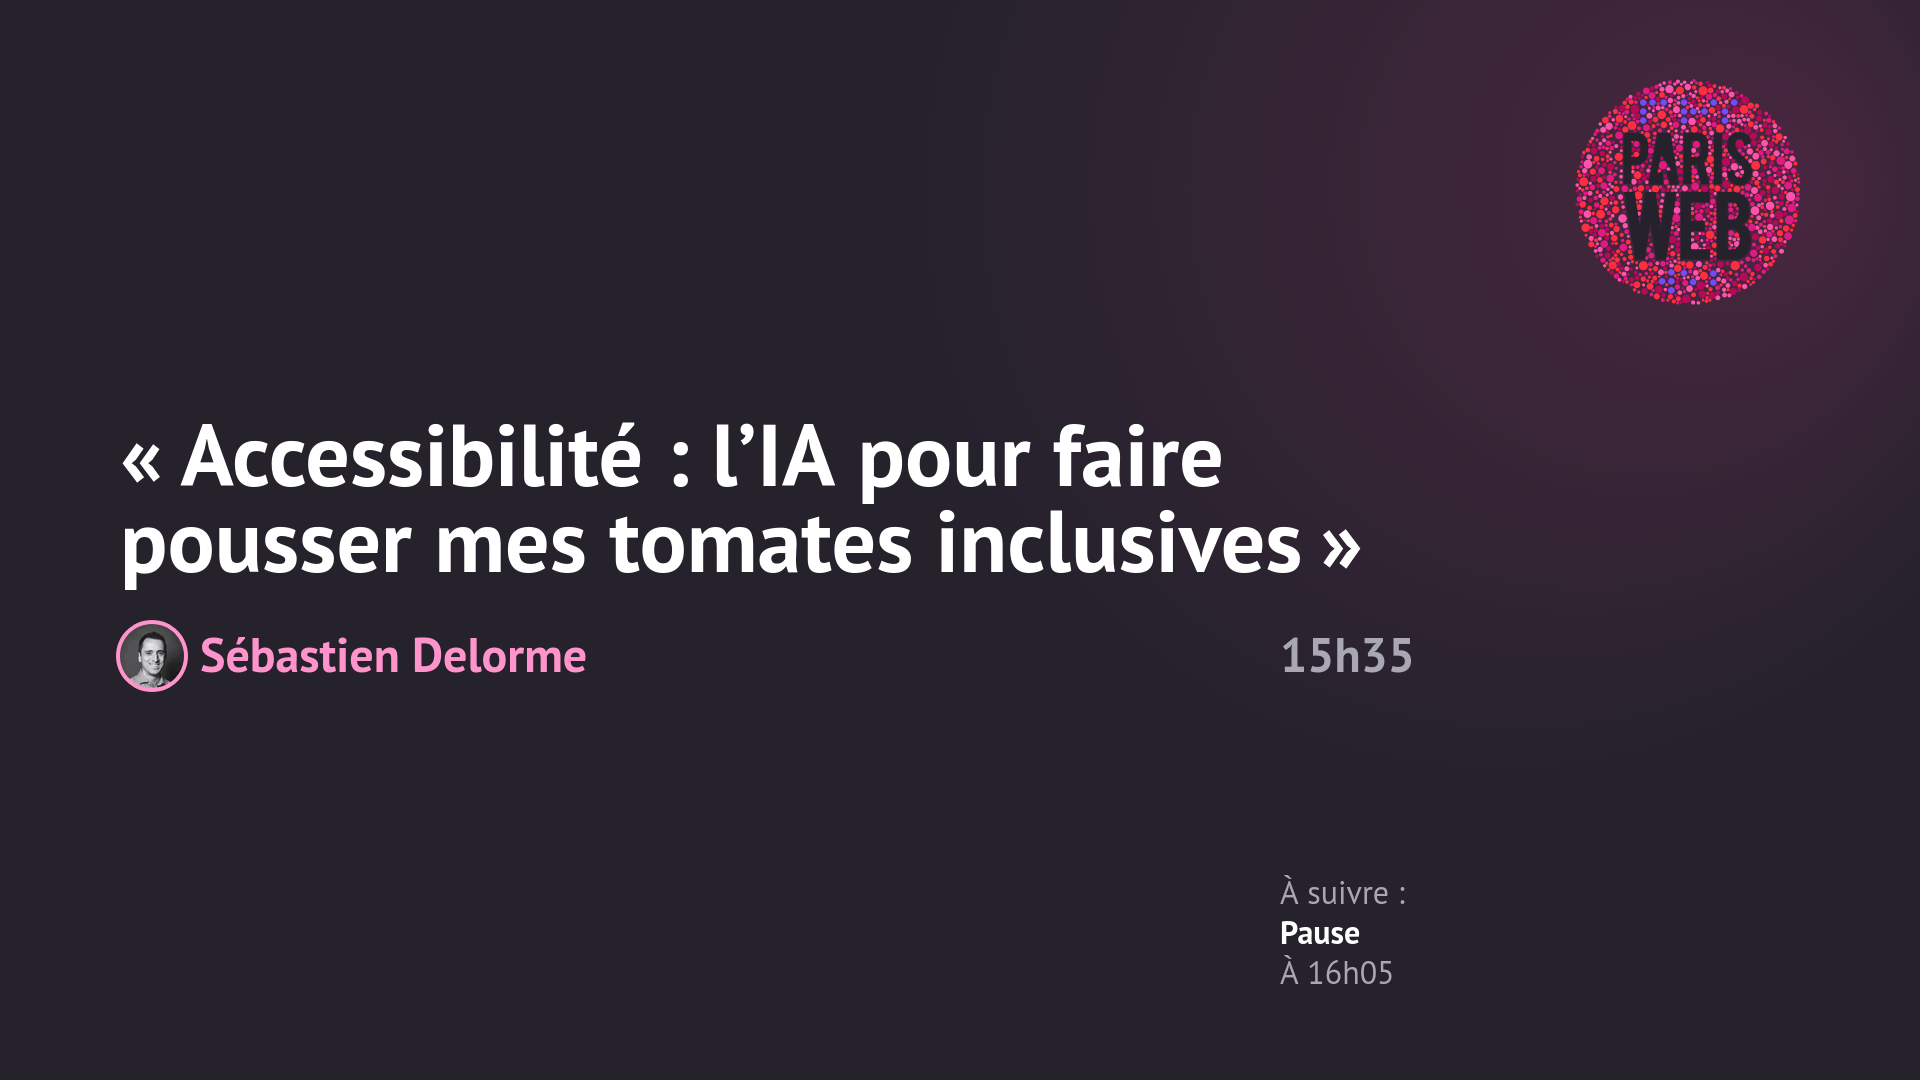 PARIS
WEB
« Accessibilité : l’IA pour faire
pousser mes tomates inclusives »
Sébastien Delorme
15h35
À suivre :
Pause
À 16h05